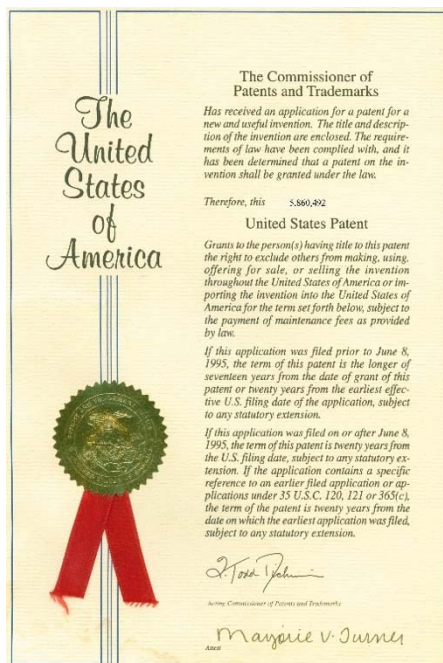 The
United
States
of
America
The Commissioner of
Patents and Trademarks
Has received an application for a patent for a
new and useful invention. The title and descrip-
tion of the invention are enclosed. The require-
ments of law have been complied with, and it
has been determined that a patent on the in-
vention shall be granted under the law.
Therefore, this 5,860,492
United States Patent
Grants to the person(s) having title to this patent
the right to exclude others from making, using,
offering for sale, or selling the invention
throughout the United States of America or im-
porting the invention into the United States of
America for the term set forth below, subject to
the payment of maintenance fees as provided
by law.
If this application was filed prior to June 8,
1995, the term of this patent is the longer of
seventeen years from the date of grant of this
patent or twenty years from the earliest effec-
tive U.S. filing date of the application, subject
to any statutory extension.
If this application was filed on or after June 8,
1995, the term of this patent is twenty years from
the U.S. filing date, subject to any statutory ex-
tension. If the application contains a specific
reference to an earlier filed application or ap-
plications under 35 U.S.C. 120, 121 or 365(c),
the term of the patent is twenty years from the
date on which the earliest application was filed,
subject to any statutory extension.
Acting Commissioner of Patents and Trademarks
Marjorie V. Turner
Attest